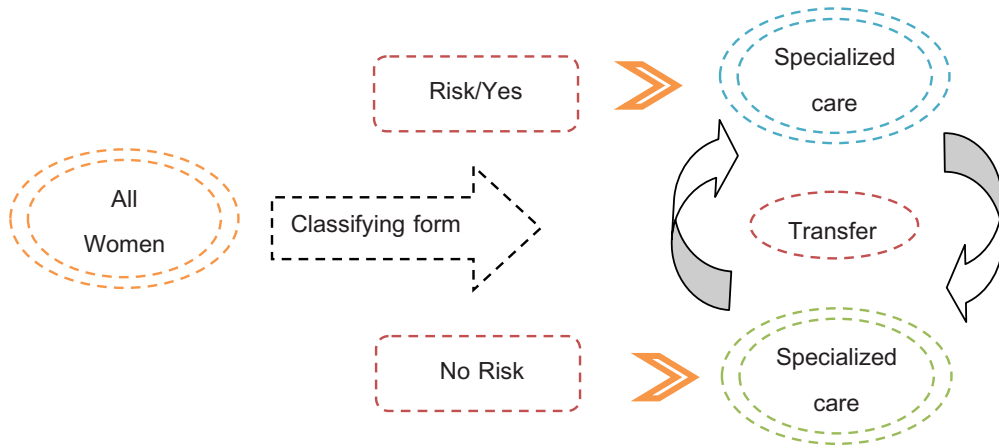 All
Women
Classifying form
Risk/Yes
Specialized
care
Transfer
No Risk
Specialized
care